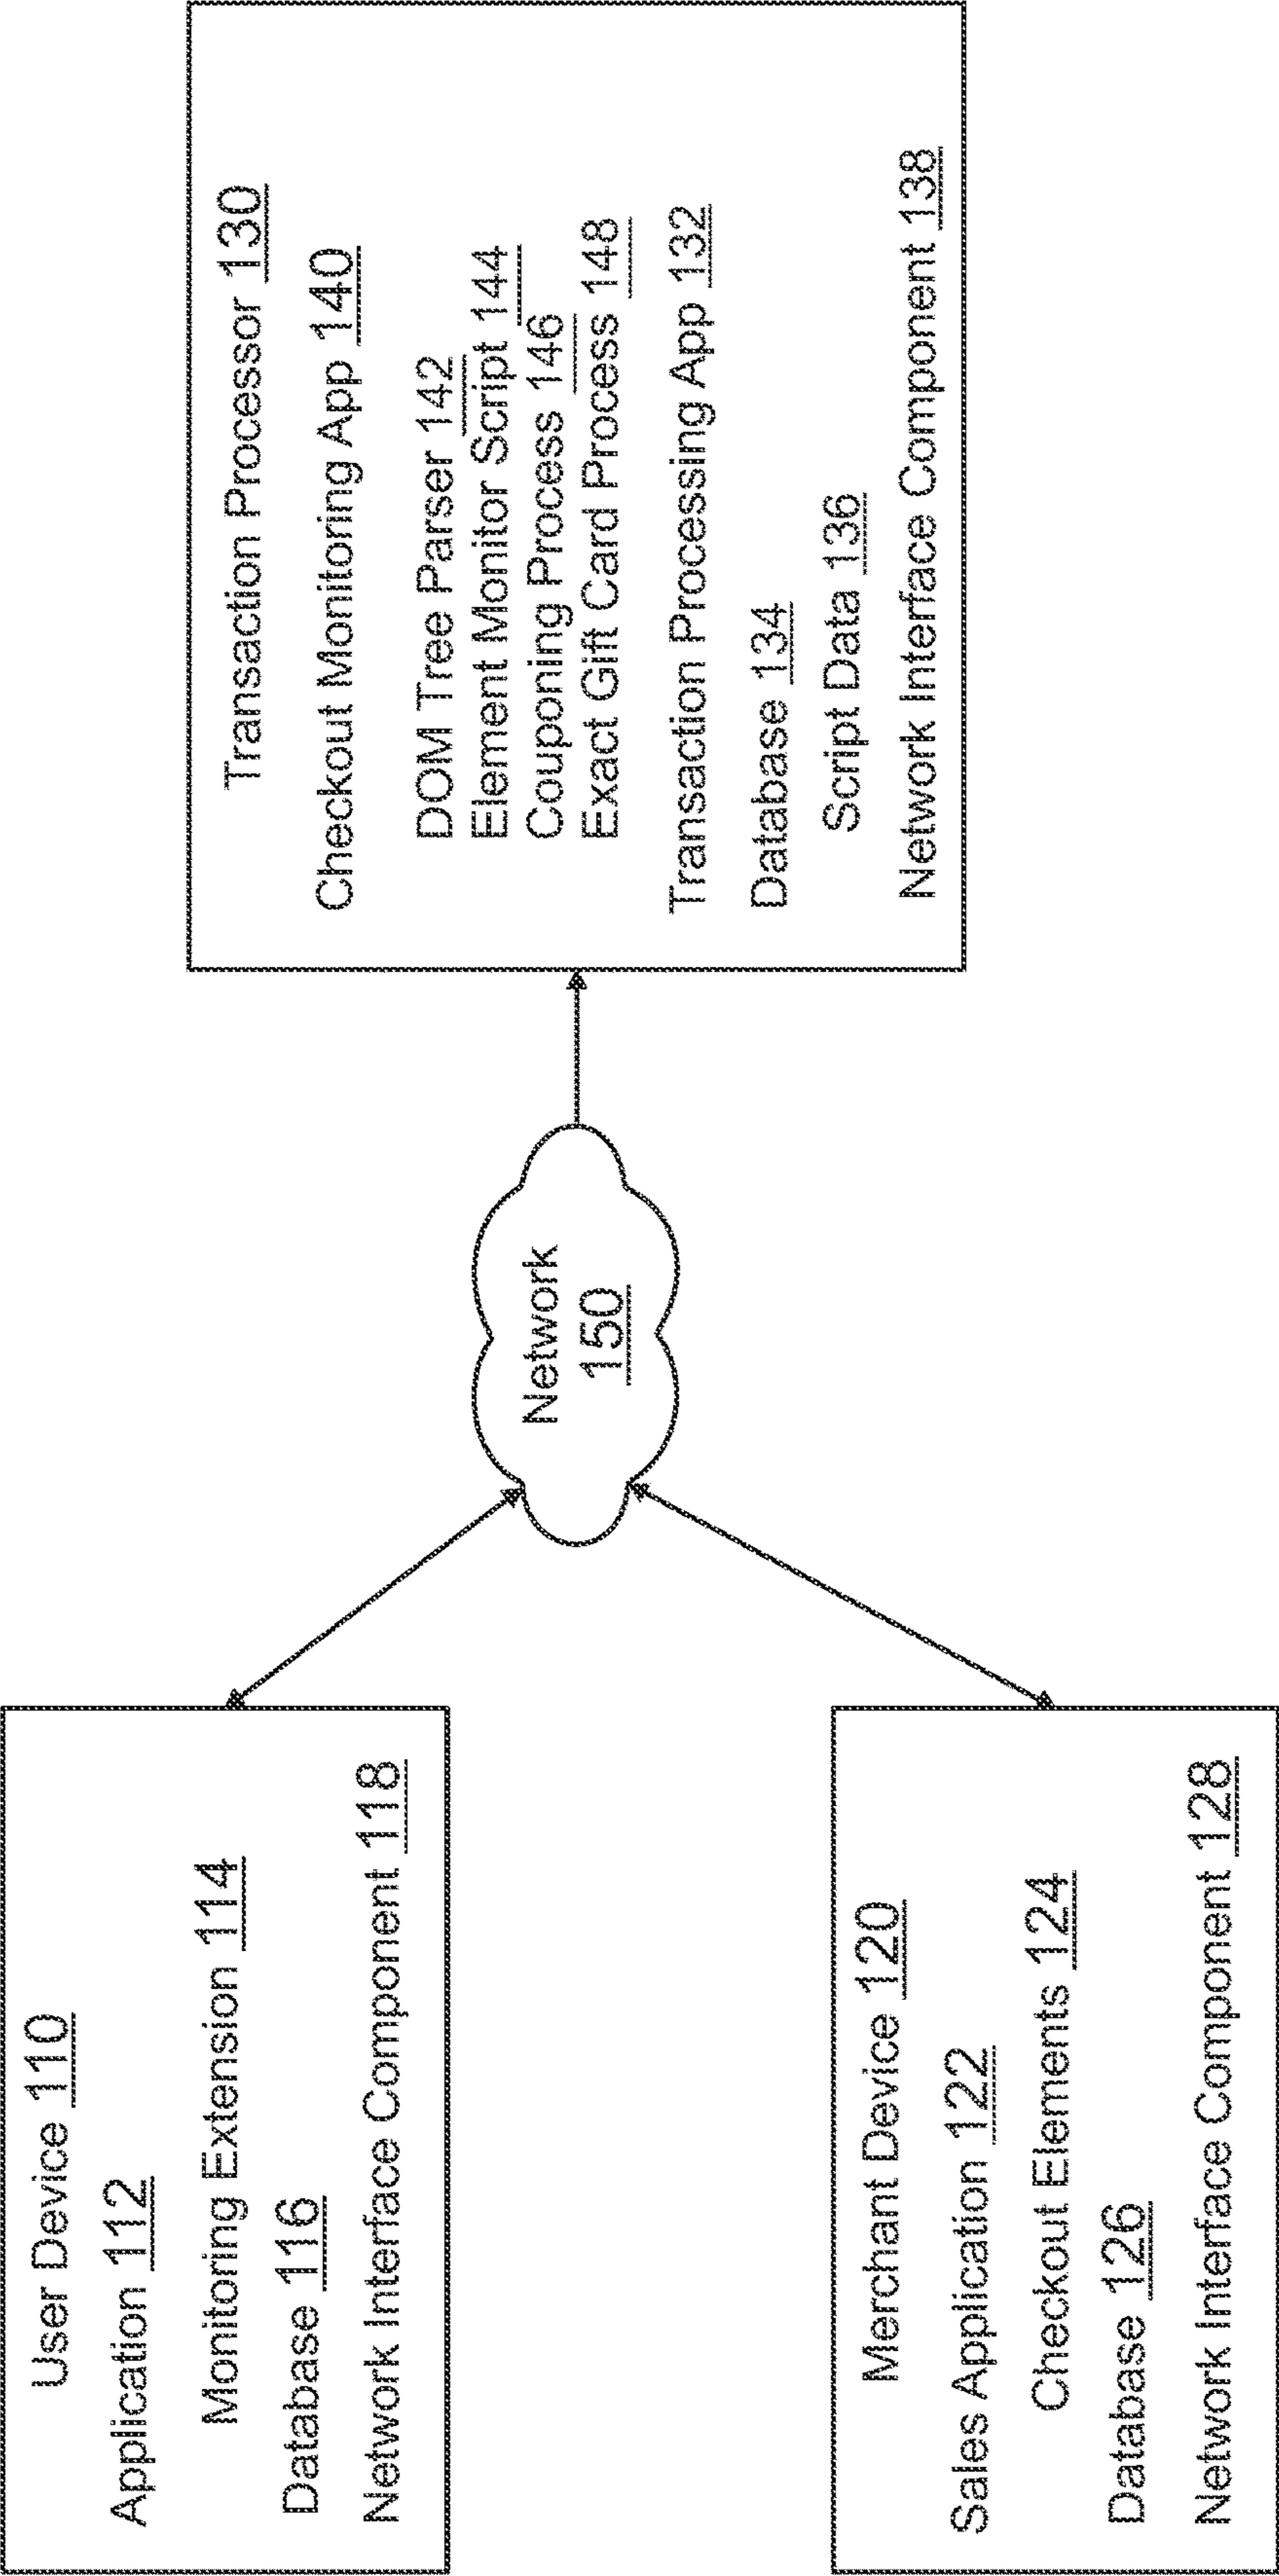 User Device 110
Application 112
Monitoring Extension 114
Database 116
Network Interface Component 118
Merchant Device 120
Sales Application 122
Checkout Elements 124
Database 126
Network Interface Component 128
Network
150
Transaction Processor 130
Checkout Monitoring App 140
DOM Tree Parser 142
Element Monitor Script 144
Couponing Process 146
Exact Gift Card Process 148
Transaction Processing App 132
Database 134
Script Data 136
Network Interface Component 138